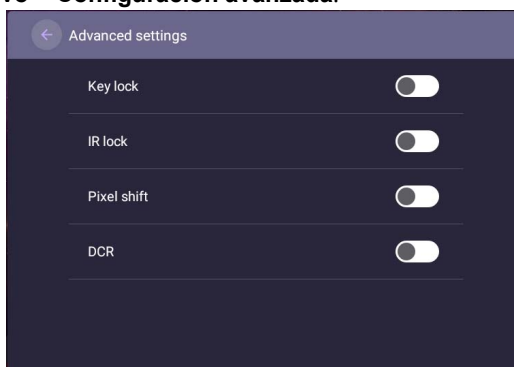 Configuración avanzada.
Advanced settings
Key lock
IR lock
Pixel shift
DCR